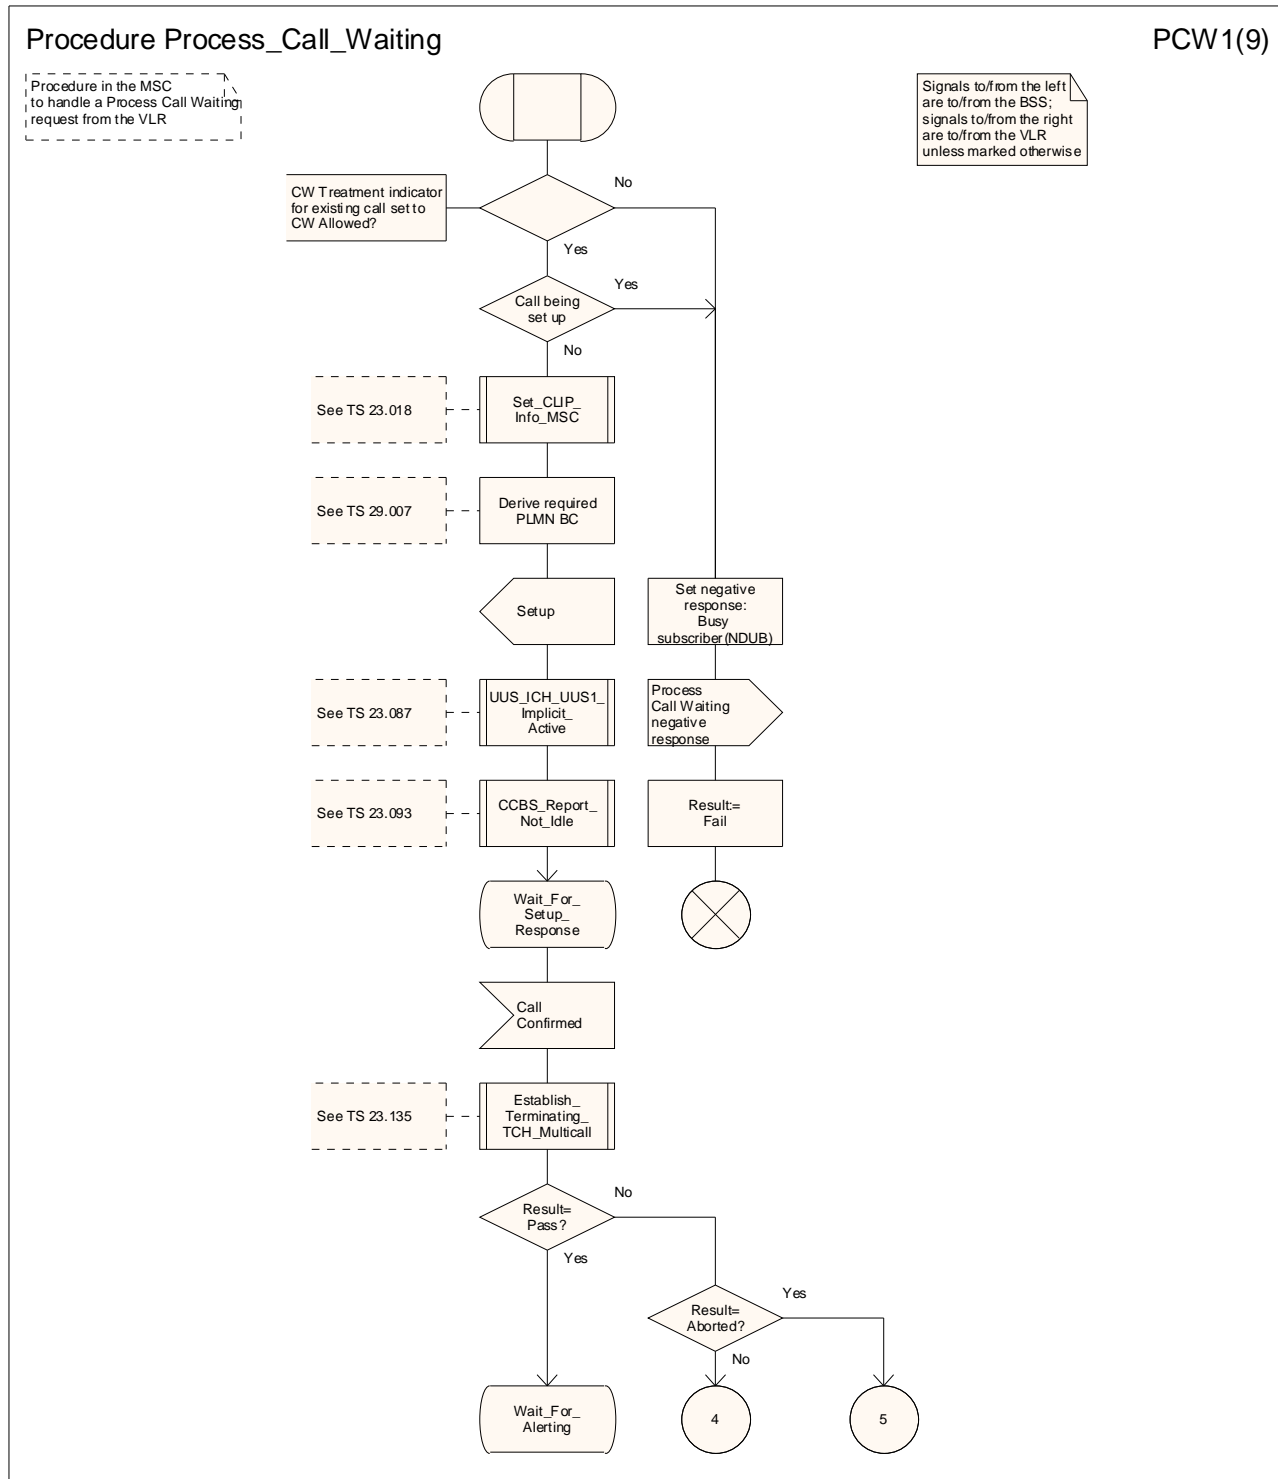 Procedure Process_Call_Waiting
PCW1(9)
Procedure in the MSC
to handle a Process Call Waiting
request from the VLR
Signals to/from the left
are to/from the BSS;
signals to/from the right
are to/from the VLR
unless marked otherwise
CW Treatment indicator
for existing call set to
CW Allowed?
No
Yes
Call being
set up
Yes
No
See TS 23.018
Set_CLIP_
Info_MSC
See TS 29.007
Derive required
PLMN BC
Setup
Set negative
response:
Busy
subscriber(NDUB)
See TS 23.087
UUS_ICH_UUS1_
Implicit_
Active
Process
Call Waiting
negative
response
See TS 23.093
CCBS_Report_
Not_Idle
Result:=
Fail
Wait_For_
Setup_
Response
Call
Confirmed
See TS 23.135
Establish_
Terminating_
TCH_Multicall
Result=
Pass?
No
Yes
Result=
Aborted?
Yes
No
Wait_For_
Alerting
4
5